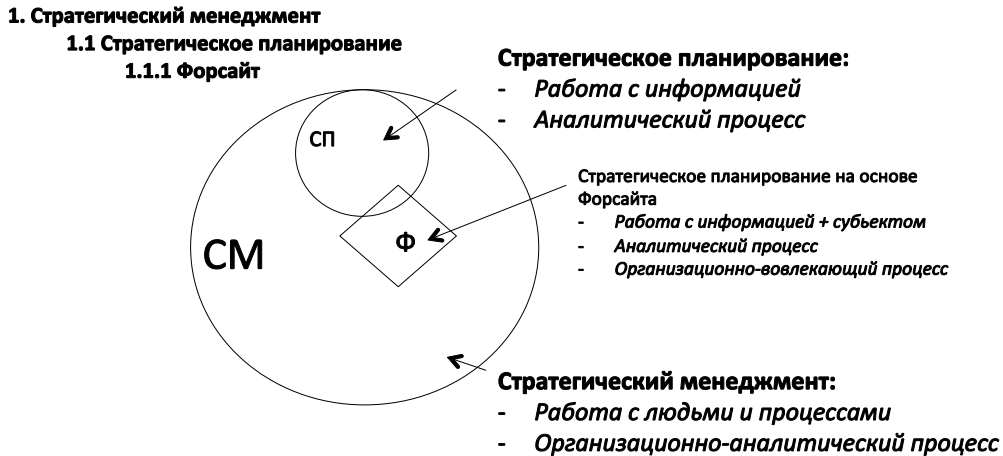 1. Стратегический менеджмент
1.1 Стратегическое планирование
1.1.1 Форсайт
Стратегическое планирование:
- Работа с информацией
- Аналитический процесс
СП
Стратегическое планирование на основе
Форсайта
- Работа с информацией + субьектом
- Аналитический процесс
- Организационно-вовлекающий процесс
СМ
Ф
Стратегический менеджмент:
- Работа с людьми и процессами
- Организационно-аналитический процесс